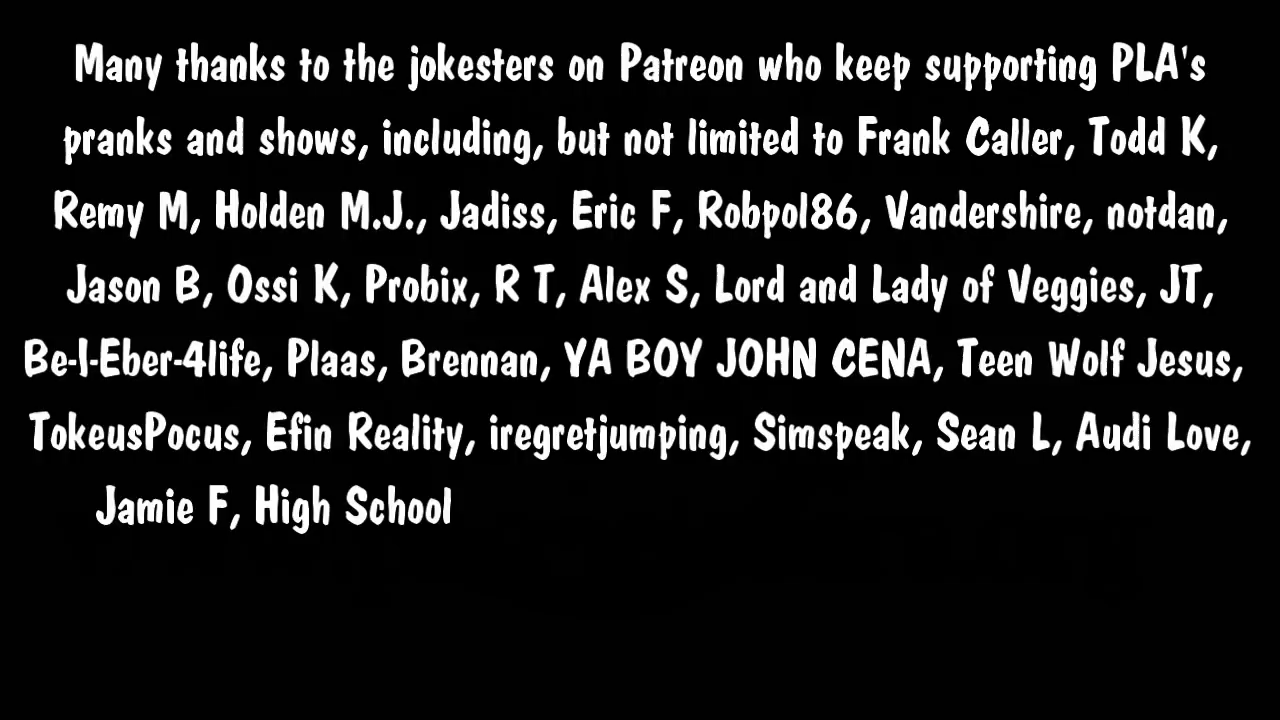 Many thanks to the jokesters on Patreon who keep supporting PLA's
pranks and shows, including, but not limited to Frank Caller, Todd K,
Remy M, Holden M.J., Jadiss, Eric F, Robpol86, Vandershire, notdan,
Jason B, Ossi K, Probix, R T, Alex S, Lord and Lady of Veggies, JT,
Be-l-Eber-4life, Plaas, Brennan, YA BOY JOHN CENA, Teen Wolf Jesus,
TokeusPocus, Efin Reality, iregretjumping, Simspeak, Sean L, Audi Love,
Jamie F, High School